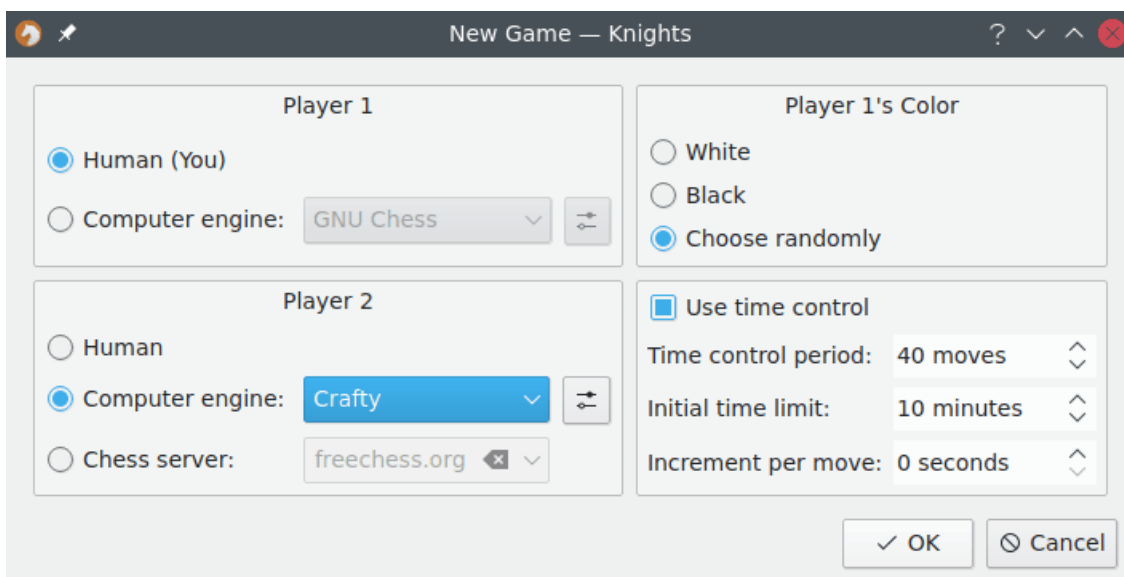 New Game — Knights
Player 1
Human (You)
Computer engine: GNU Chess
Player 1's Color
White
Black
Choose randomly
Player 2
Human
Computer engine: Crafty
Chess server: freechess.org
Use time control
Time control period: 40 moves
Initial time limit: 10 minutes
Increment per move: 0 seconds
OK
Cancel